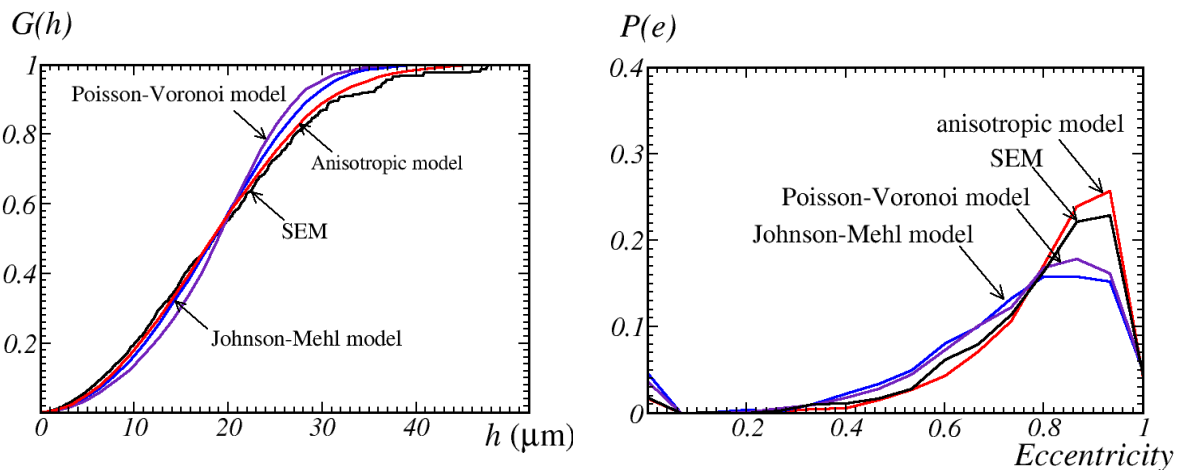 G(h)
1
0.8
0.6
0.4
0.2
0
10
20
30
40
h (μm)
Poisson-Voronoi model
Anisotropic model
SEM
Johnson-Mehl model
P(e)
0.4
0.3
0.2
0.1
0
0.2
0.4
0.6
0.8
1
Eccentricity
anisotropic model
SEM
Poisson-Voronoi model
Johnson-Mehl model